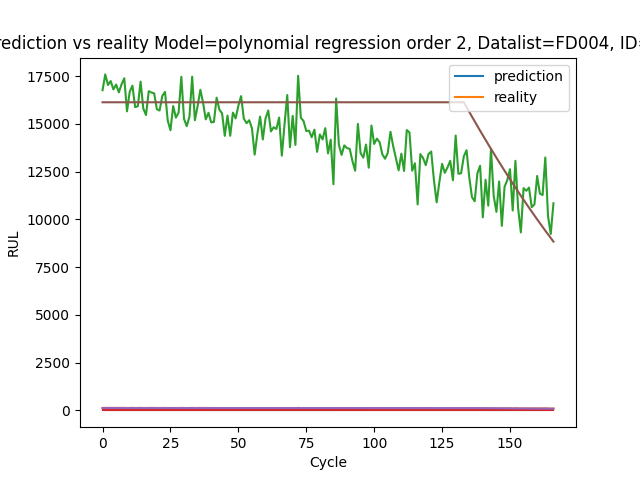 rediction vs reality Model=polynomial regression order 2, Datalist=FD004, ID=
17500
15000
12500
10000
7500
5000
2500
0
RUL
0 25 50 75 100 125 150
Cycle
prediction
reality